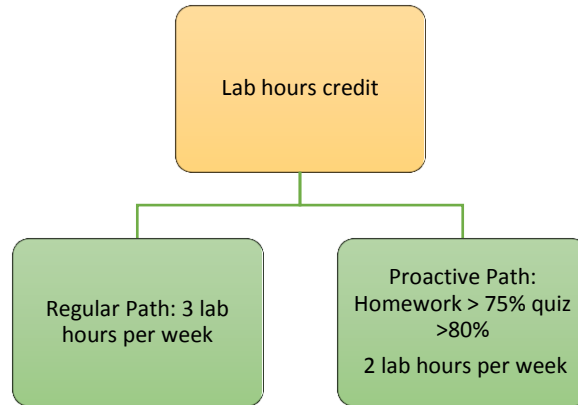 Lab hours credit
Regular Path: 3 lab
hours per week
Proactive Path:
Homework > 75% quiz
>80%
2 lab hours per week